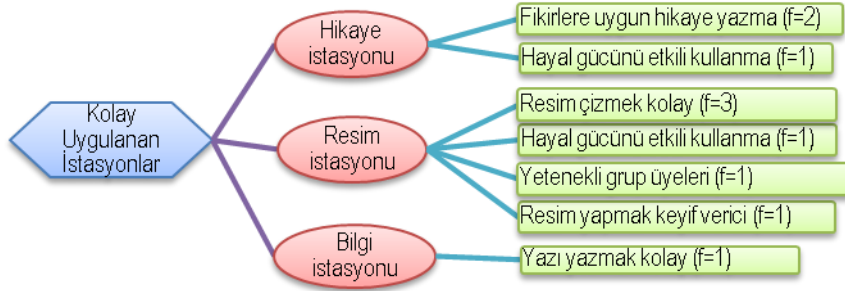 Kolay
Uygulanan
İstasyonlar
Hikaye
istasyonu
Fikirlere uygun hikaye yazma (f=2)
Hayal gücünü etkili kullanma (f=1)
Resim
istasyonu
Resim çizmek kolay (f=3)
Hayal gücünü etkili kullanma (f=1)
Yetenekli grup üyeleri (f=1)
Resim yapmak keyif verici (f=1)
Bilgi
istasyonu
Yazı yazmak kolay (f=1)